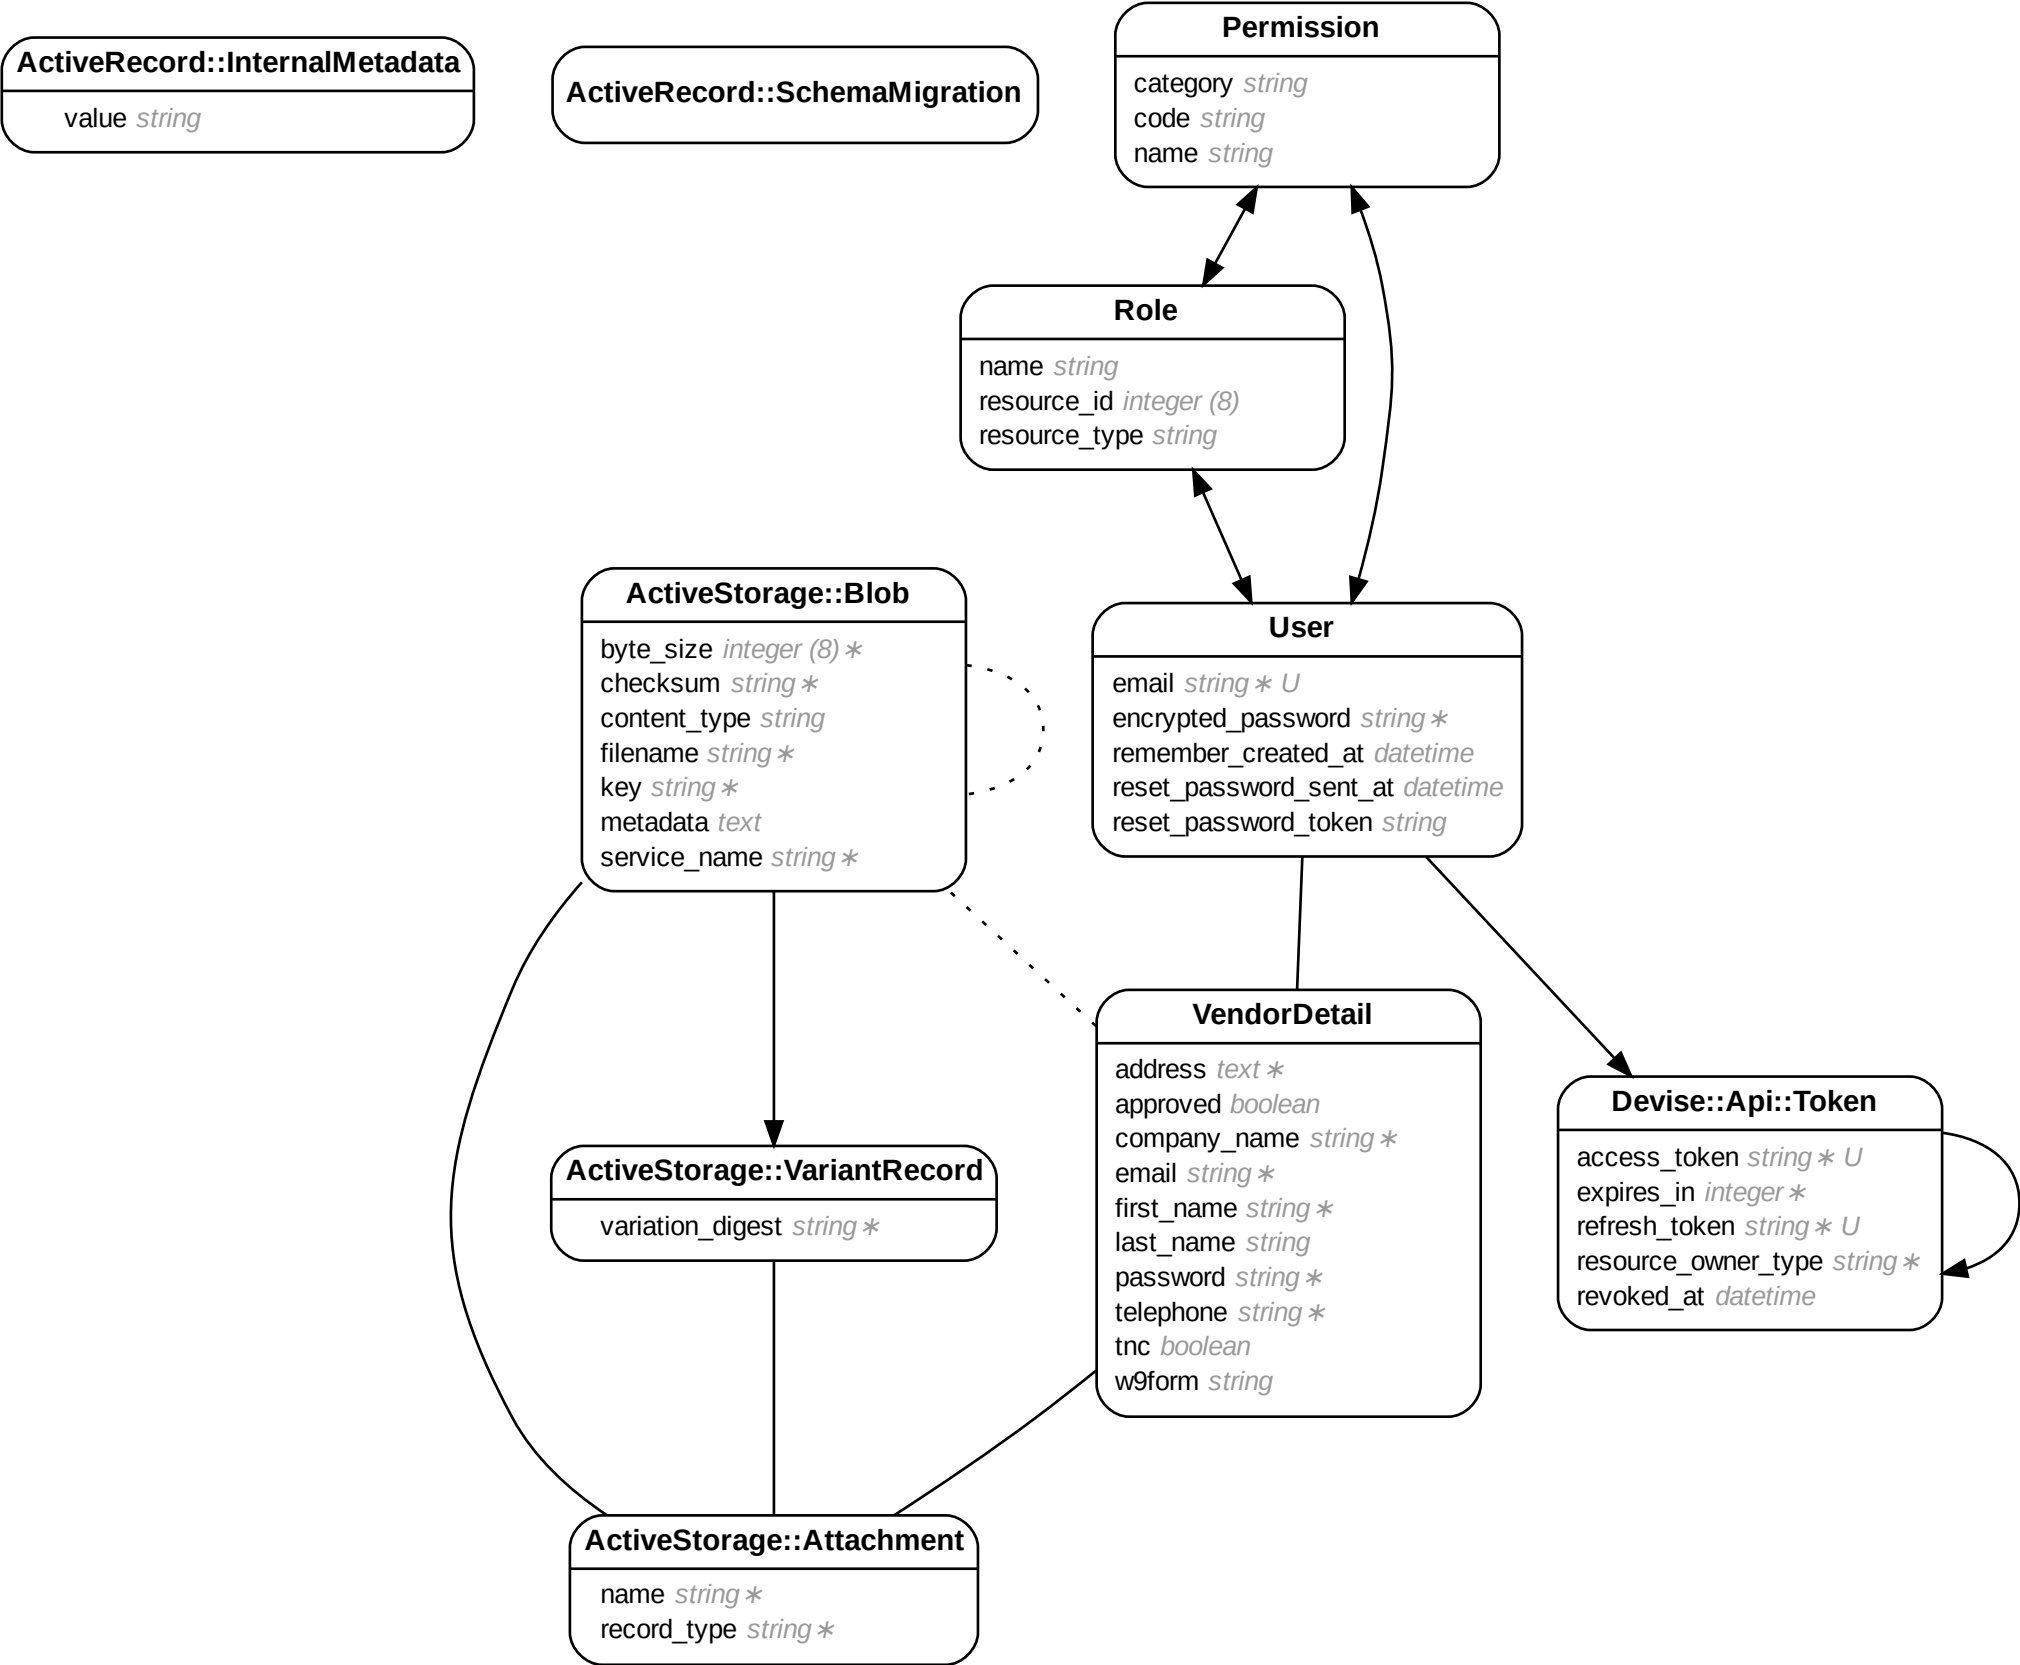 ActiveRecord::InternalMetadata
value string
ActiveRecord::SchemaMigration
Permission
category string
code string
name string
Role
name string
resource_id integer (8)
resource_type string
ActiveStorage::Blob
byte_size integer (8) ∗
checksum string ∗
content_type string
filename string ∗
key string ∗
metadata text
service_name string ∗
User
email string ∗ U
encrypted_password string ∗
remember_created_at datetime
reset_password_sent_at datetime
reset_password_token string
VendorDetail
address text ∗
approved boolean
company_name string ∗
email string ∗
first_name string ∗
last_name string
password string ∗
telephone string ∗
tnc boolean
w9form string
Devise::Api::Token
access_token string ∗ U
expires_in integer ∗
refresh_token string ∗ U
resource_owner_type string ∗
revoked_at datetime
ActiveStorage::VariantRecord
variation_digest string ∗
ActiveStorage::Attachment
name string ∗
record_type string ∗